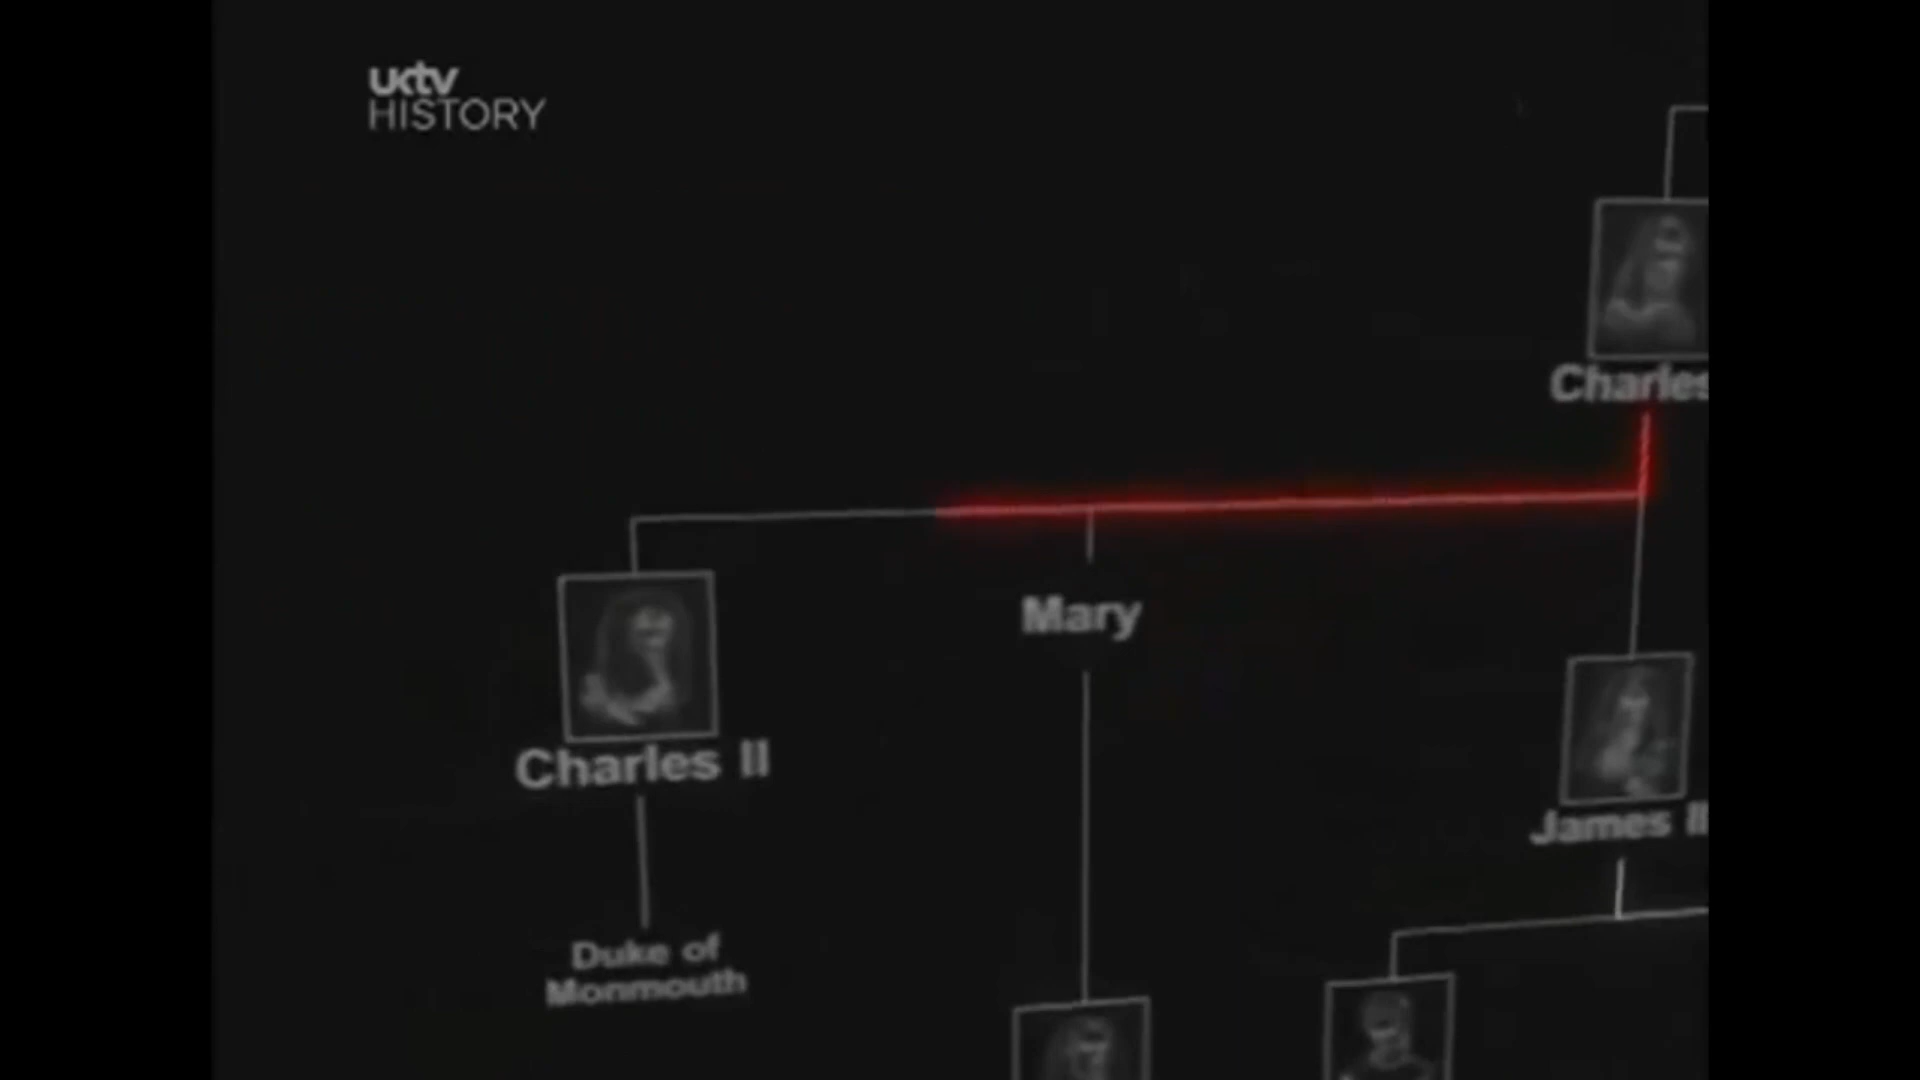 uktv
HISTORY
Charles
Mary
Charles II
James II
Duke of
Monmouth